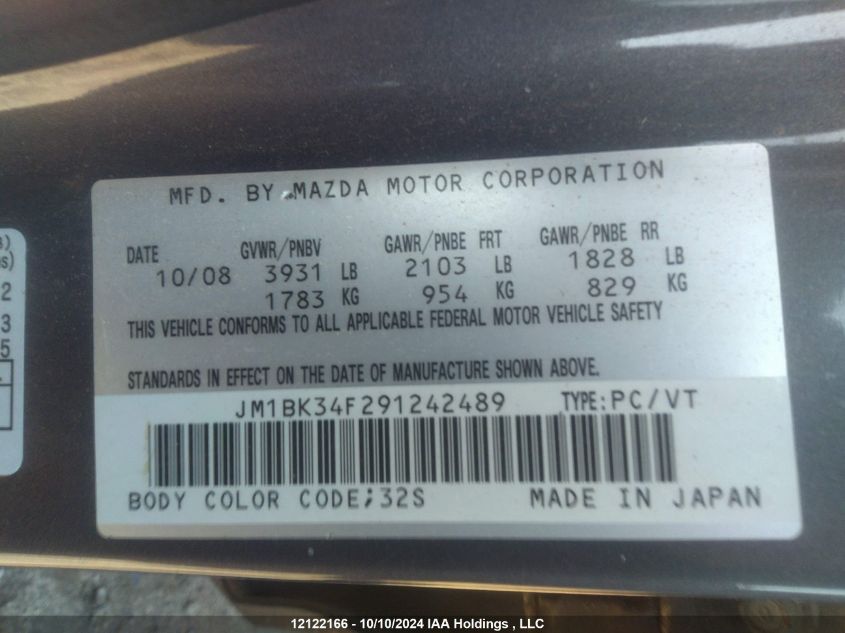 MFD. BY MAZDA MOTOR CORPORATION
DATE GVWR/PNBV GAWR/PNBE FRT GAWR/PNBE RR
10/08 3931 LB 2103 LB 1828 LB
1783 KG 954 KG 829 KG
THIS VEHICLE CONFORMS TO ALL APPLICABLE FEDERAL MOTOR VEHICLE SAFETY
STANDARDS IN EFFECT ON THE DATE OF MANUFACTURE SHOWN ABOVE.
JM1BK34F291242489 TYPE:PC/VT
BODY COLOR CODE;32S MADE IN JAPAN
2
3
5
12122166 - 10/10/2024 IAA Holdings , LLC